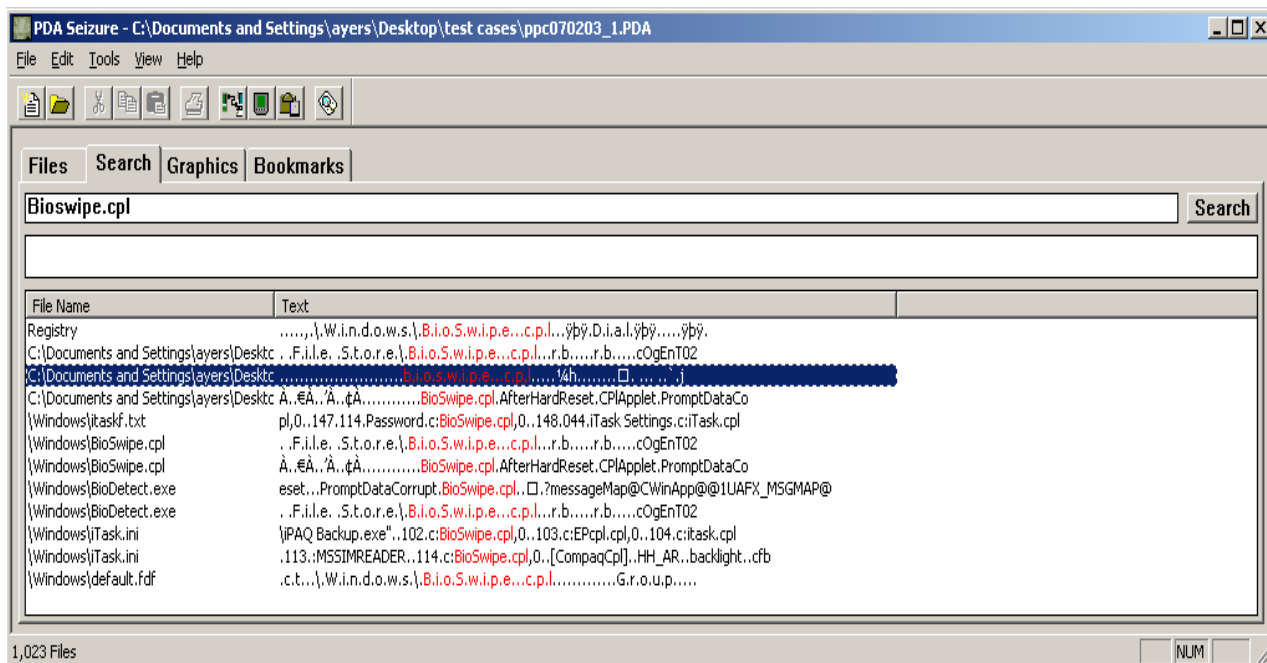 PDA Seizure - C:\Documents and Settings\ayers\Desktop\test cases\ppc070203_1.PDA
File Edit Tools View Help
Files Search Graphics Bookmarks
Bioswipe.cpl Search
File Name Text
Registry .....,.\.W.i.n.d.o.w.s.\.B.i.o.S.w.i.p.e...c.p.l...ÿþÿ.D.i.a.l.ÿþÿ.....ÿþÿ.
C:\Documents and Settings\ayers\Desktc . .F.i.l.e. .S.t.o.r.e.\.B.i.o.S.w.i.p.e...c.p.l...r.b.....r.b.....cOgEnT02
C:\Documents and Settings\ayers\Desktc ........................b.i.o.s.w.i.p.e...c.p.l.....¼h........□. ... ..`.j
C:\Documents and Settings\ayers\Desktc À..€À..’À..¢À............BioSwipe.cpl.AfterHardReset.CPlApplet.PromptDataCo
\Windows\itaskf.txt pl,0..147.114.Password.c:BioSwipe.cpl,0..148.044.iTask Settings.c:iTask.cpl
\Windows\BioSwipe.cpl . .F.i.l.e. .S.t.o.r.e.\.B.i.o.S.w.i.p.e...c.p.l...r.b.....r.b.....cOgEnT02
\Windows\BioSwipe.cpl À..€À..’À..¢À............BioSwipe.cpl.AfterHardReset.CPlApplet.PromptDataCo
\Windows\BioDetect.exe eset...PromptDataCorrupt.BioSwipe.cpl..□.?messageMap@CWinApp@@1UAFX_MSGMAP@
\Windows\BioDetect.exe . .F.i.l.e. .S.t.o.r.e.\.B.i.o.S.w.i.p.e...c.p.l...r.b.....r.b.....cOgEnT02
\Windows\iTask.ini \iPAQ Backup.exe"..102.c:BioSwipe.cpl,0..103.c:EPcpl.cpl,0..104.c:itask.cpl
\Windows\iTask.ini .113.:MSSIMREADER..114.c:BioSwipe.cpl,0..[CompaqCpl]..HH_AR..backlight..cfb
\Windows\default.fdf .c.t...\.W.i.n.d.o.w.s.\.B.i.o.S.w.i.p.e...c.p.l.............G.r.o.u.p.....
1,023 Files NUM